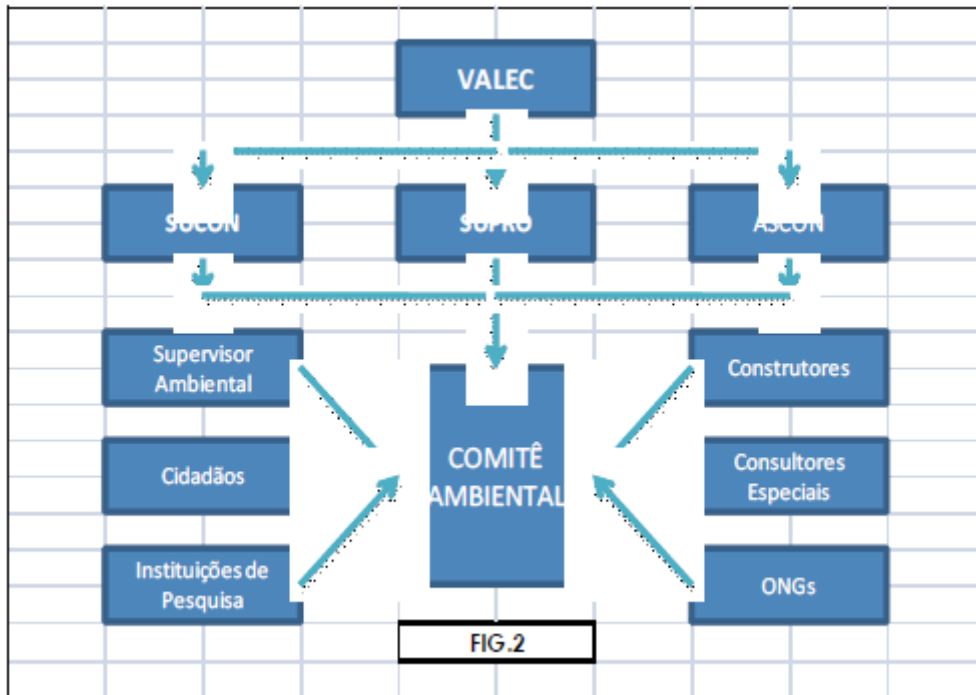 VALEC
SUCON
SUPRO
ASCON
Supervisor
Ambiental
Construtores
COMITÊ
AMBIENTAL
Cidadãos
Consultores
Especiais
Instituições de
Pesquisa
ONGs
FIG.2